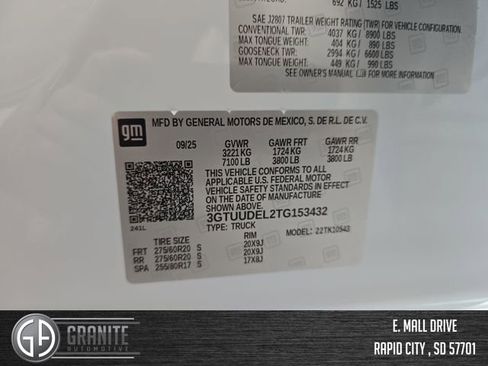 692 KG / 1525 LBS
SAE J2807 TRAILER WEIGHT RATING (TWR) FOR VEHICLE CONFIGURATION.
CONVENTIONAL TWR: 4037 KG / 8900 LBS
MAX TONGUE WEIGHT: 404 KG / 890 LBS
GOOSENECK TWR: 2994 KG / 6600 LBS
MAX TONGUE WEIGHT: 449 KG / 990 LBS
SEE OWNER'S MANUAL FOR MORE INFORMATION
gm
MFD BY GENERAL MOTORS DE MEXICO, S. DE R.L. DE C.V.
09/25 GVWR GAWR FRT GAWR RR
3221 KG 1724 KG 1724 KG
7100 LB 3800 LB 3800 LB
THIS VEHICLE CONFORMS TO ALL APPLICABLE
U.S. FEDERAL MOTOR VEHICLE SAFETY
STANDARDS IN EFFECT ON THE DATE OF
MANUFACTURE SHOWN ABOVE.
3GTUUDEL2TG153432
TYPE: TRUCK MODEL: 22TK10543
241L
TIRE SIZE RIM
FRT 275/60R20 S 20X9J
RR 275/60R20 S 20X9J
SPA 255/80R17 S 17X8J
GA GRANITE
AUTOMOTIVE
E. MALL DRIVE
RAPID CITY , SD 57701